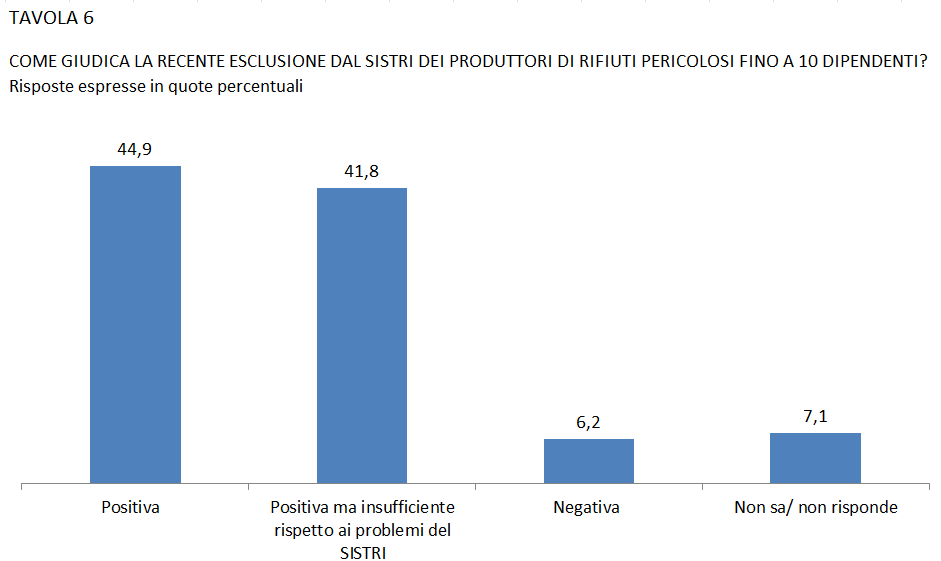 TAVOLA 6
COME GIUDICA LA RECENTE ESCLUSIONE DAL SISTRI DEI PRODUTTORI DI RIFIUTI PERICOLOSI FINO A 10 DIPENDENTI?
Risposte espresse in quote percentuali
44,9
41,8
6,2
7,1
Positiva
Positiva ma insufficiente
rispetto ai problemi del
SISTRI
Negativa
Non sa/ non risponde